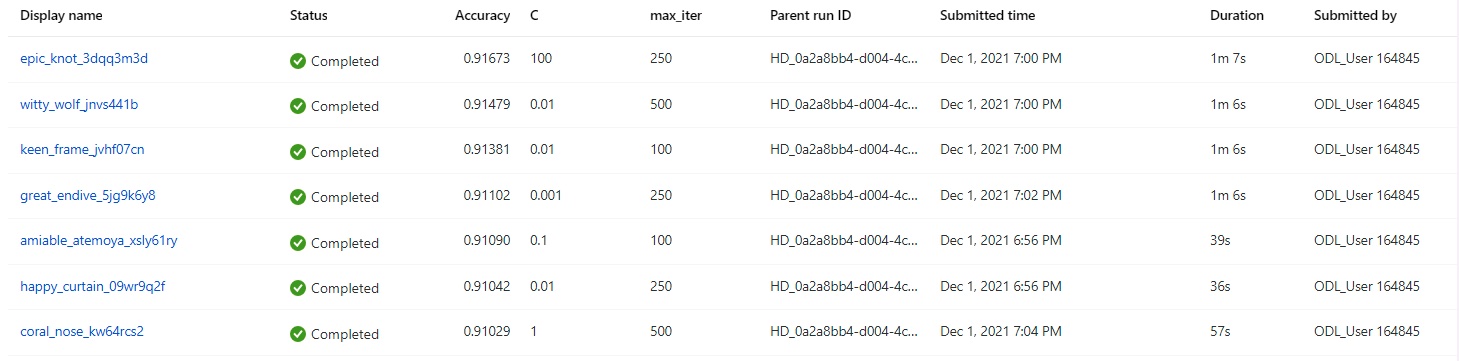 Display name Status Accuracy C max_iter Parent run ID Submitted time Duration Submitted by
epic_knot_3dqq3m3d Completed 0.91673 100 250 HD_0a2a8bb4-d004-4c... Dec 1, 2021 7:00 PM 1m 7s ODL_User 164845
witty_wolf_jnvs441b Completed 0.91479 0.01 500 HD_0a2a8bb4-d004-4c... Dec 1, 2021 7:00 PM 1m 6s ODL_User 164845
keen_frame_jvhf07cn Completed 0.91381 0.01 100 HD_0a2a8bb4-d004-4c... Dec 1, 2021 7:00 PM 1m 6s ODL_User 164845
great_endive_5jg9k6y8 Completed 0.91102 0.001 250 HD_0a2a8bb4-d004-4c... Dec 1, 2021 7:02 PM 1m 6s ODL_User 164845
amiable_atemoya_xsly61ry Completed 0.91090 0.1 100 HD_0a2a8bb4-d004-4c... Dec 1, 2021 6:56 PM 39s ODL_User 164845
happy_curtain_09wr9q2f Completed 0.91042 0.01 250 HD_0a2a8bb4-d004-4c... Dec 1, 2021 6:56 PM 36s ODL_User 164845
coral_nose_kw64rcs2 Completed 0.91029 1 500 HD_0a2a8bb4-d004-4c... Dec 1, 2021 7:04 PM 57s ODL_User 164845